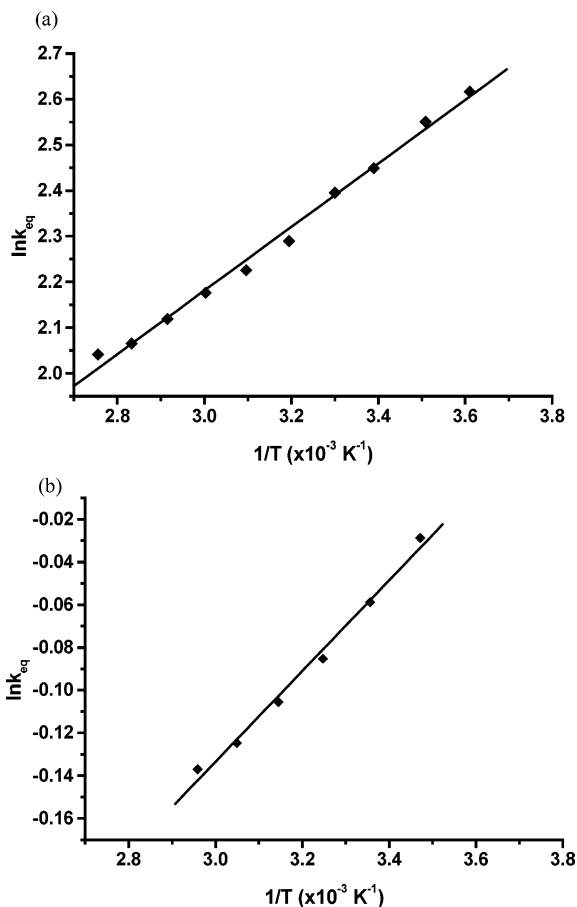 (a)
2.7
2.6
2.5
2.4
2.3
2.2
2.1
2.0
lnk_eq
2.8 3.0 3.2 3.4 3.6 3.8
1/T (x10⁻³ K⁻¹)
(b)
-0.02
-0.04
-0.06
-0.08
-0.10
-0.12
-0.14
-0.16
lnk_eq
2.8 3.0 3.2 3.4 3.6 3.8
1/T (x10⁻³ K⁻¹)